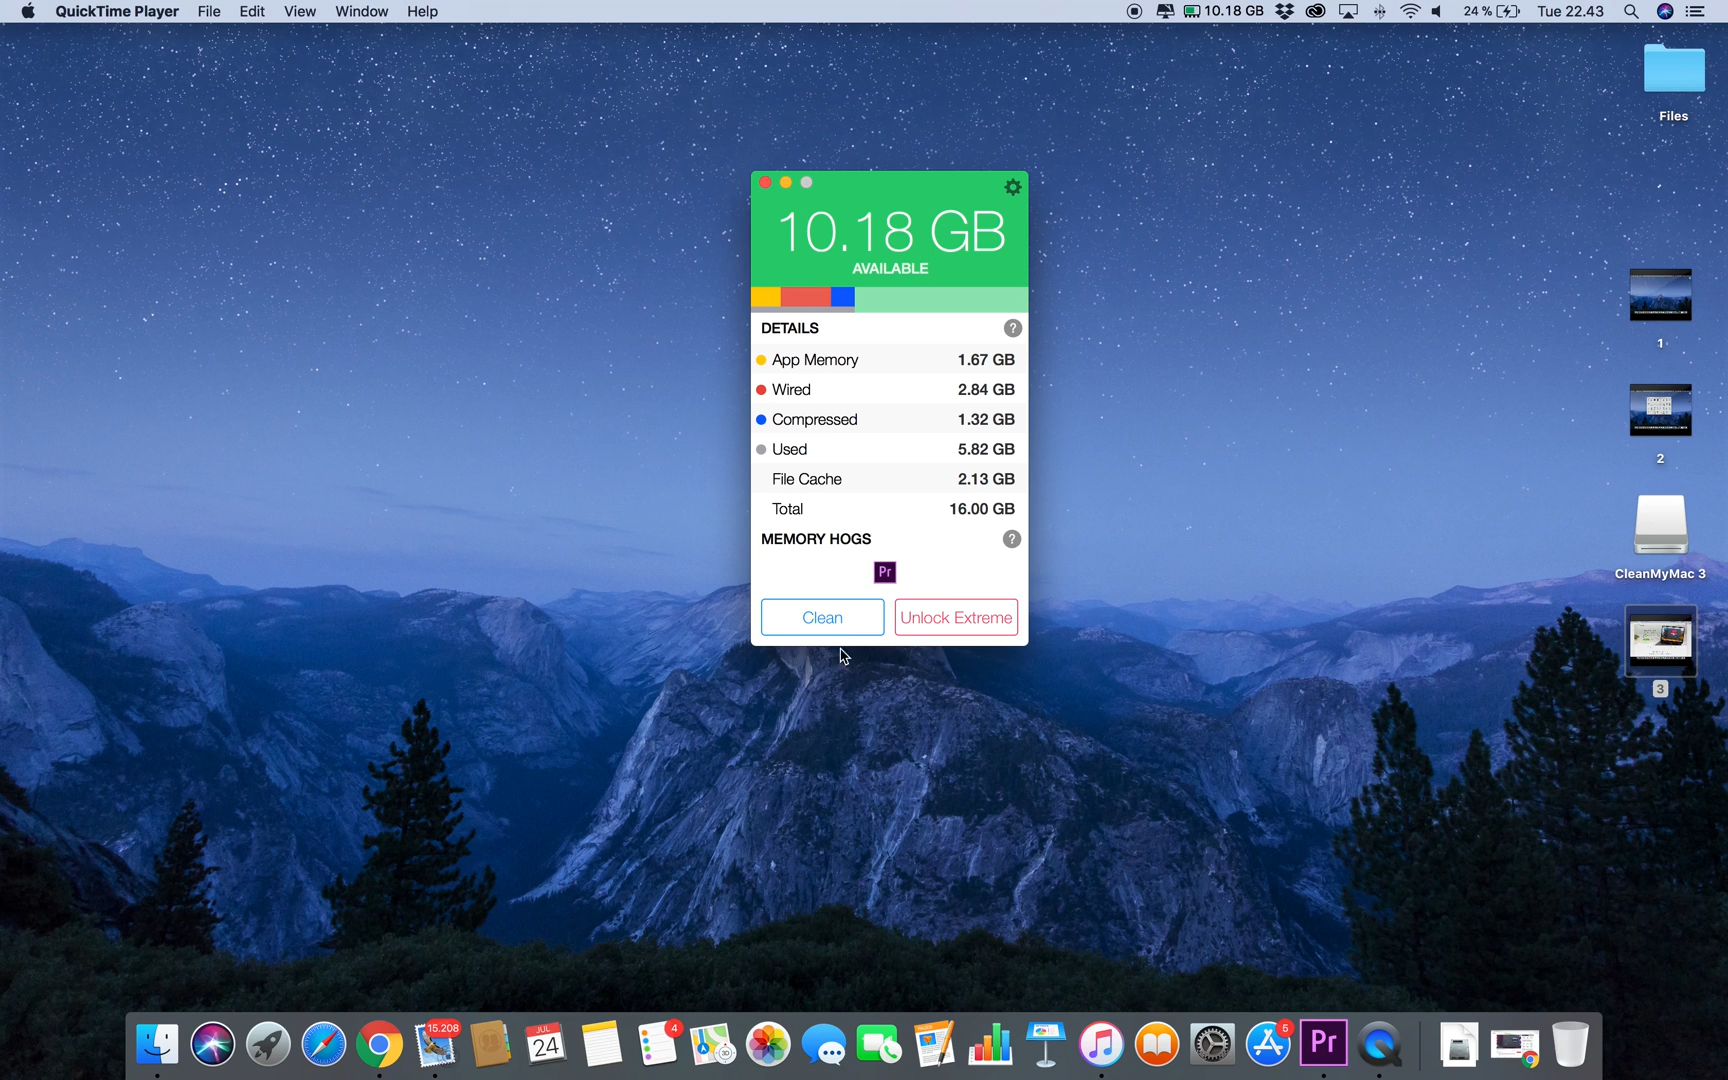 QuickTime Player File Edit View Window Help 10.18 GB 24 % Tue 22.43
Files
10.18 GB
AVAILABLE
DETAILS ?
App Memory 1.67 GB
Wired 2.84 GB
Compressed 1.32 GB
Used 5.82 GB
File Cache 2.13 GB
Total 16.00 GB
MEMORY HOGS ?
Pr
Clean Unlock Extreme
1
2
CleanMyMac 3
3
15.208 JUL 24 4 5 Pr